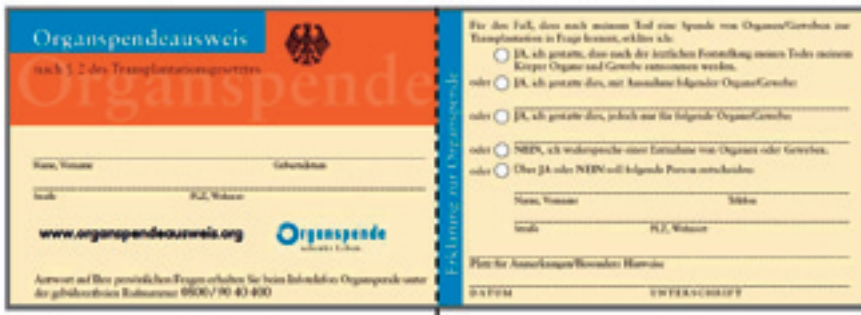 Organspendeausweis
nach § 2 des Transplantationsgesetzes
Organspende
Name, Vorname Geburtsdatum
Straße PLZ, Wohnort
www.organspendeausweis.org
Organspende
schenkt Leben.
Antwort auf Ihre persönlichen Fragen erhalten Sie beim Infotelefon Organspende unter
der gebührenfreien Rufnummer 0800/90 40 400
Erklärung zur Organspende
Für den Fall, dass nach meinem Tod eine Spende von Organen/Geweben zur
Transplantation in Frage kommt, erkläre ich:
JA, ich gestatte, dass nach der ärztlichen Feststellung meines Todes meinem
Körper Organe und Gewebe entnommen werden.
oder JA, ich gestatte dies, mit Ausnahme folgender Organe/Gewebe:
oder JA, ich gestatte dies, jedoch nur für folgende Organe/Gewebe:
oder NEIN, ich widerspreche einer Entnahme von Organen oder Geweben.
oder Über JA oder NEIN soll folgende Person entscheiden:
Name, Vorname Telefon
Straße PLZ, Wohnort
Platz für Anmerkungen/Besondere Hinweise
DATUM UNTERSCHRIFT